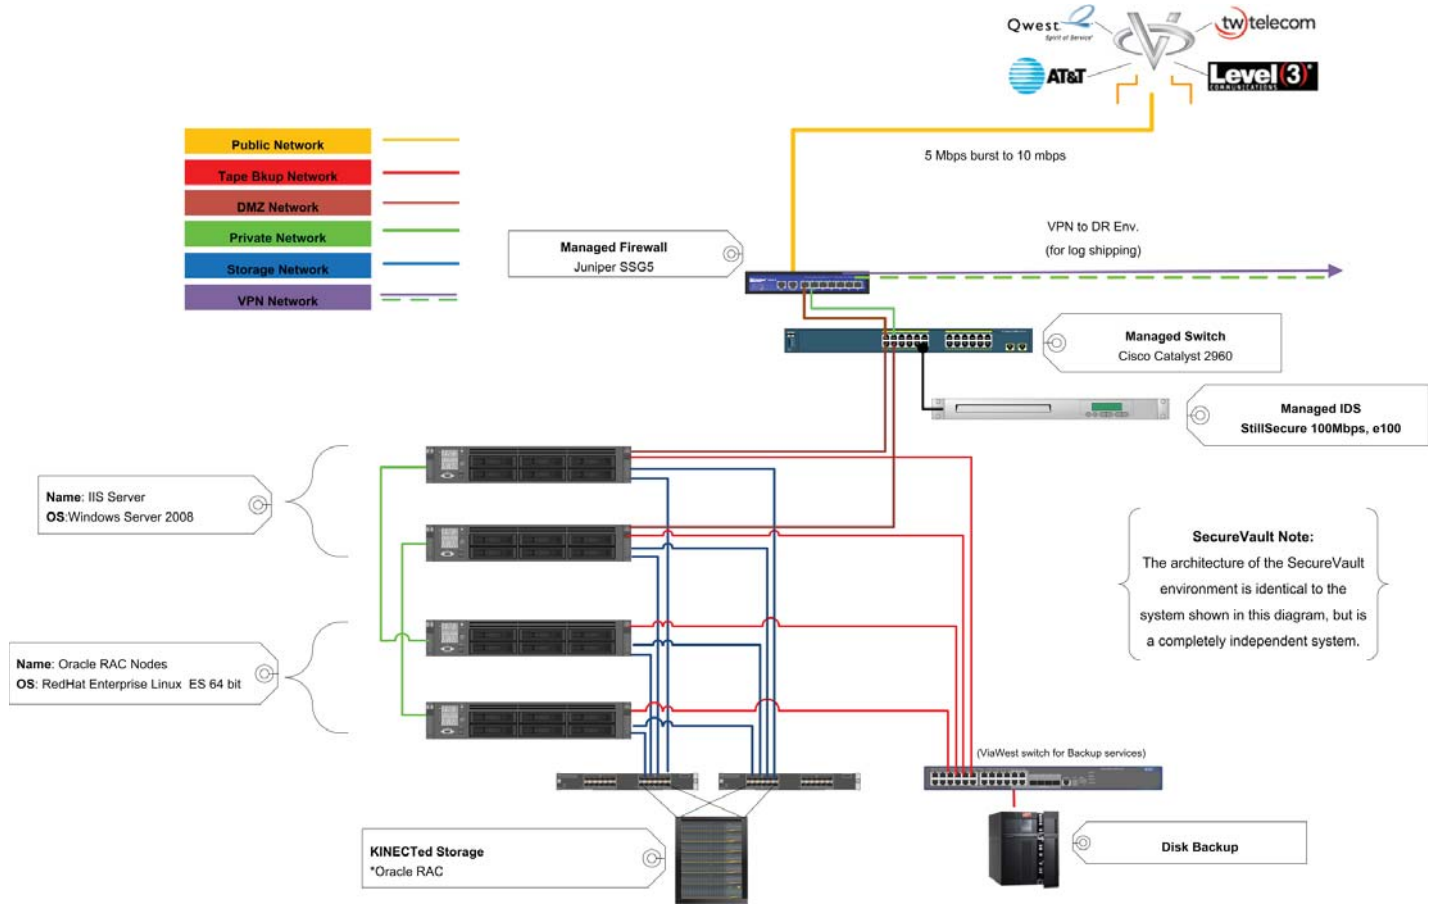 Qwest
Spirit of Service
tw telecom
AT&T
Level(3)
COMMUNICATIONS
Public Network
Tape Bkup Network
DMZ Network
Private Network
Storage Network
VPN Network
5 Mbps burst to 10 mbps
VPN to DR Env.
(for log shipping)
Managed Firewall
Juniper SSG5
Managed Switch
Cisco Catalyst 2960
Managed IDS
StillSecure 100Mbps, e100
Name: IIS Server
OS:Windows Server 2008
SecureVault Note:
The architecture of the SecureVault
environment is identical to the
system shown in this diagram, but is
a completely independent system.
Name: Oracle RAC Nodes
OS: RedHat Enterprise Linux ES 64 bit
(ViaWest switch for Backup services)
KINECTed Storage
*Oracle RAC
Disk Backup